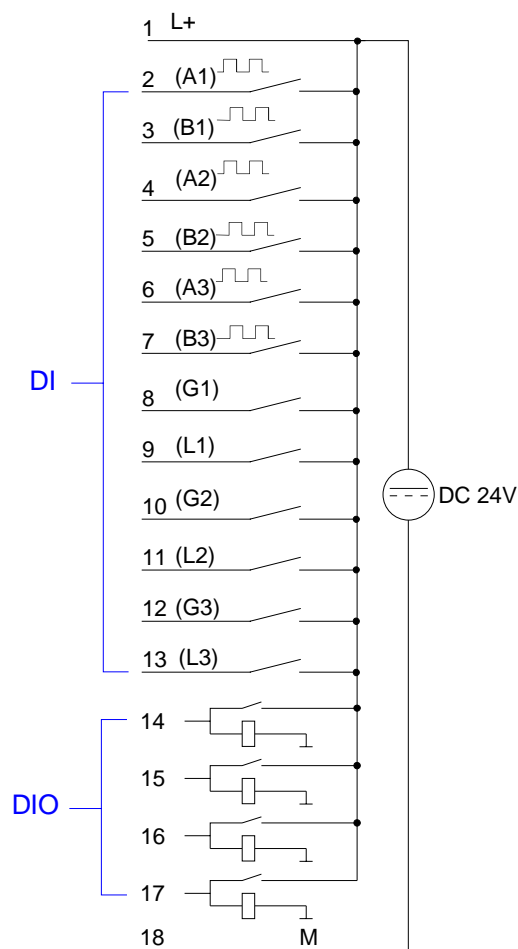 1 L+
2 (A1)
3 (B1)
4 (A2)
5 (B2)
6 (A3)
7 (B3)
DI
8 (G1)
9 (L1)
10 (G2)
DC 24V
11 (L2)
12 (G3)
13 (L3)
14
15
DIO
16
17
18 M